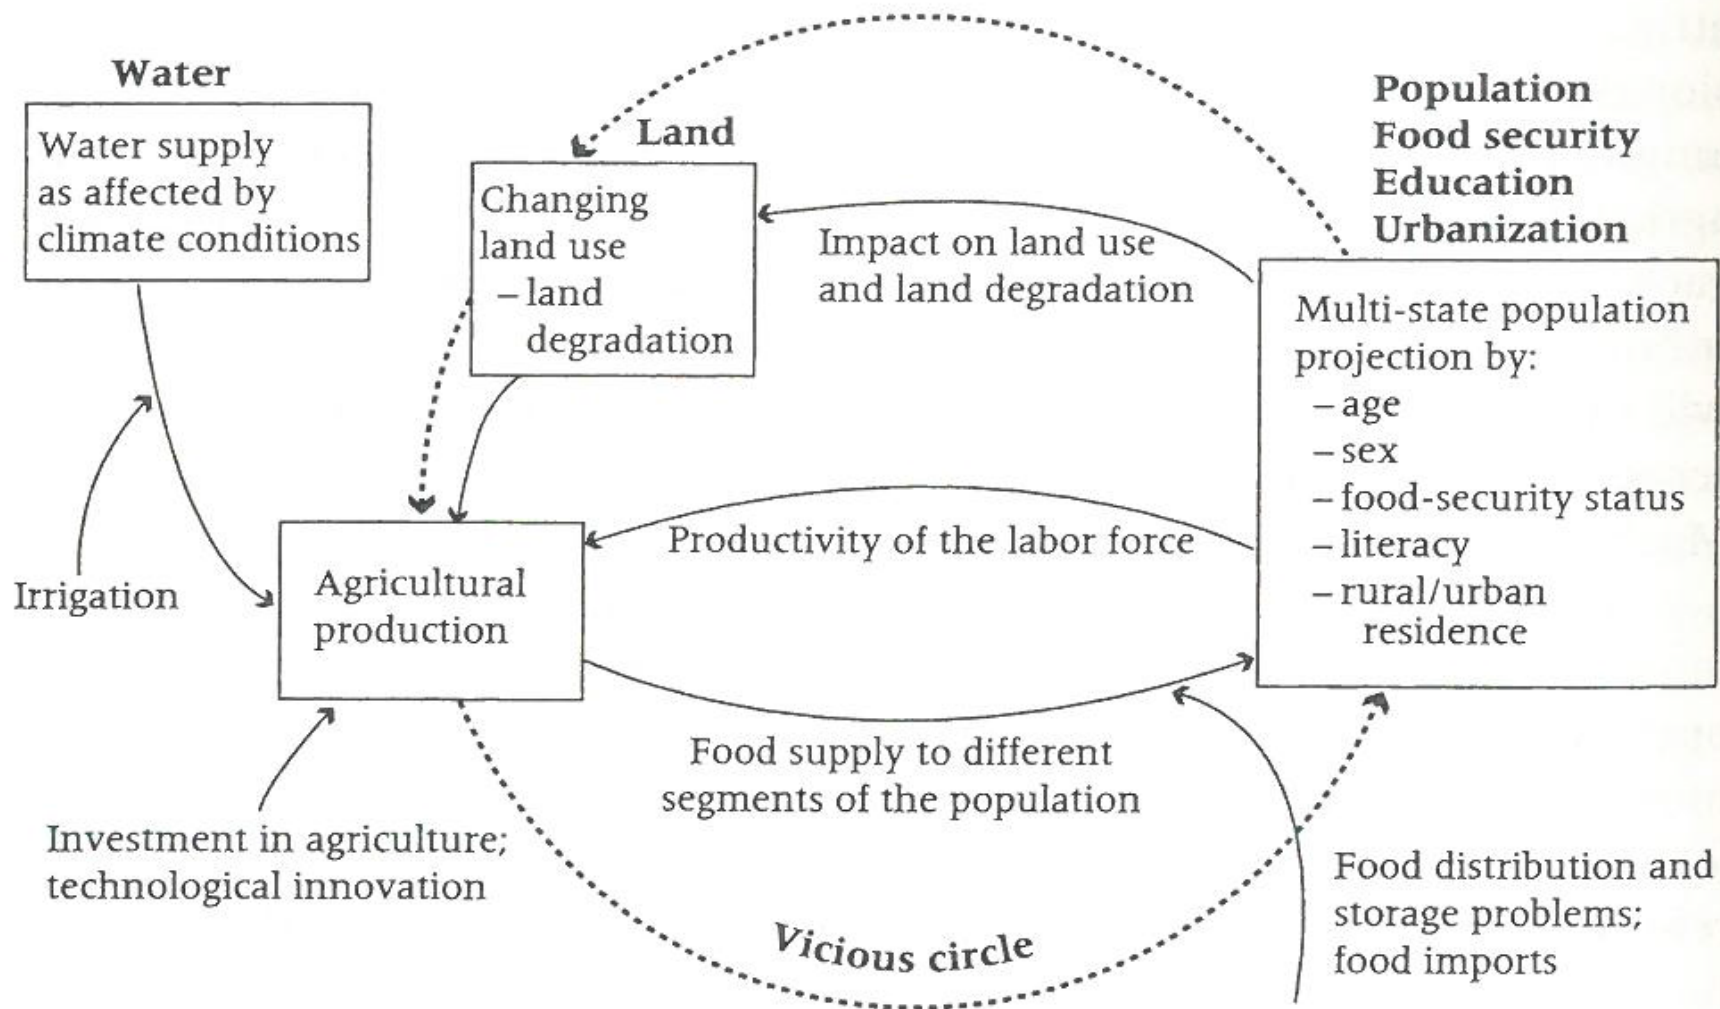 Water
Water supply
as affected by
climate conditions
Land
Changing
land use
– land
degradation
Impact on land use
and land degradation
Population
Food security
Education
Urbanization
Multi-state population
projection by:
– age
– sex
– food-security status
– literacy
– rural/urban
residence
Irrigation
Agricultural
production
Productivity of the labor force
Food supply to different
segments of the population
Investment in agriculture;
technological innovation
Vicious circle
Food distribution and
storage problems;
food imports